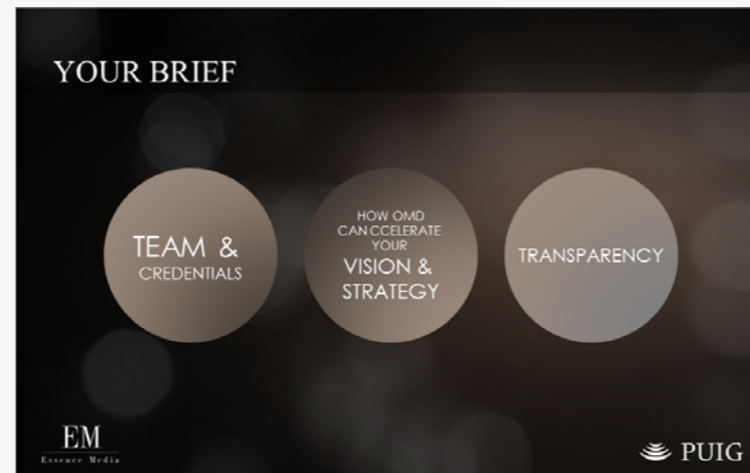 YOUR BRIEF
TEAM &
CREDENTIALS
HOW OMD
CAN CCELERATE
YOUR
VISION &
STRATEGY
TRANSPARENCY
EM
Essence Media
PUIG